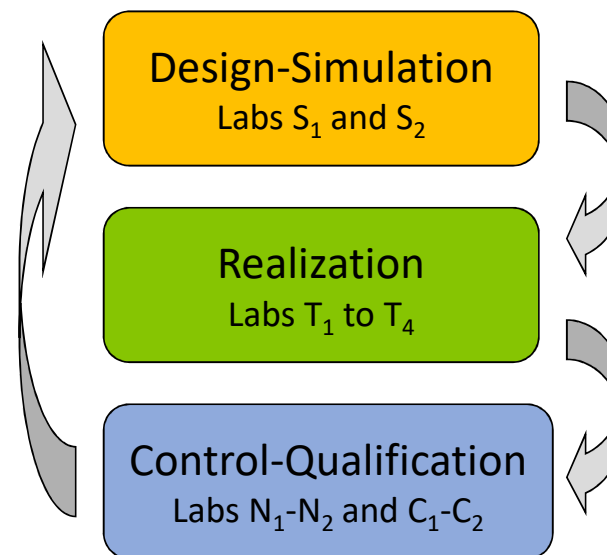 Design-Simulation
Labs S₁ and S₂
Realization
Labs T₁ to T₄
Control-Qualification
Labs N₁-N₂ and C₁-C₂